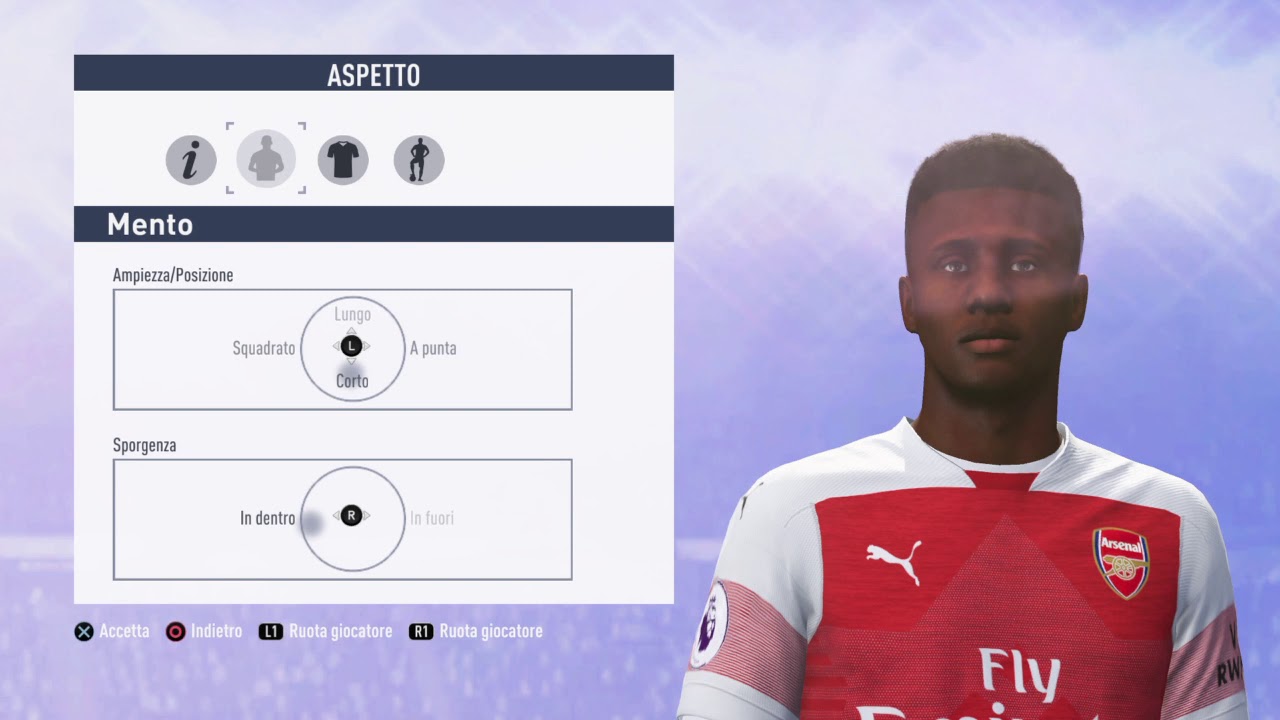 ASPETTO
Mento
Ampiezza/Posizione
Lungo
Squadrato
L
A punta
Corto
Sporgenza
In dentro
R
In fuori
Accetta
Indietro
L1 Ruota giocatore
R1 Ruota giocatore
Arsenal
Fly